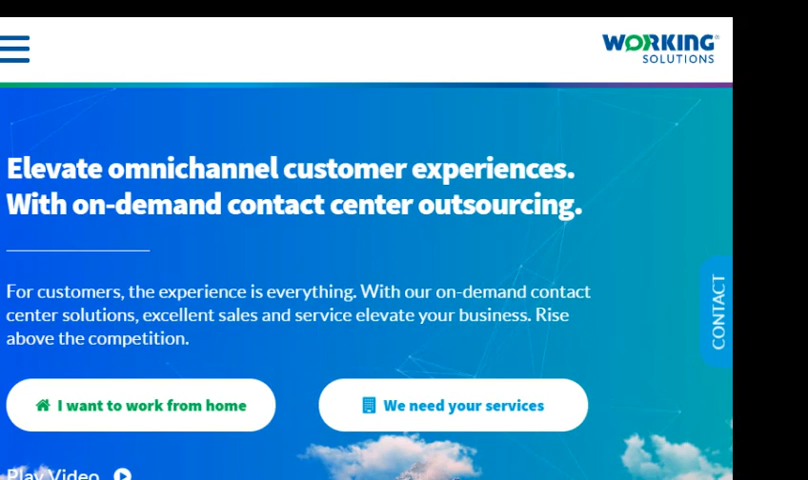 WORKING®
SOLUTIONS
Elevate omnichannel customer experiences.
With on-demand contact center outsourcing.
For customers, the experience is everything. With our on-demand contact
center solutions, excellent sales and service elevate your business. Rise
above the competition.
CONTACT
I want to work from home
We need your services
Play Video